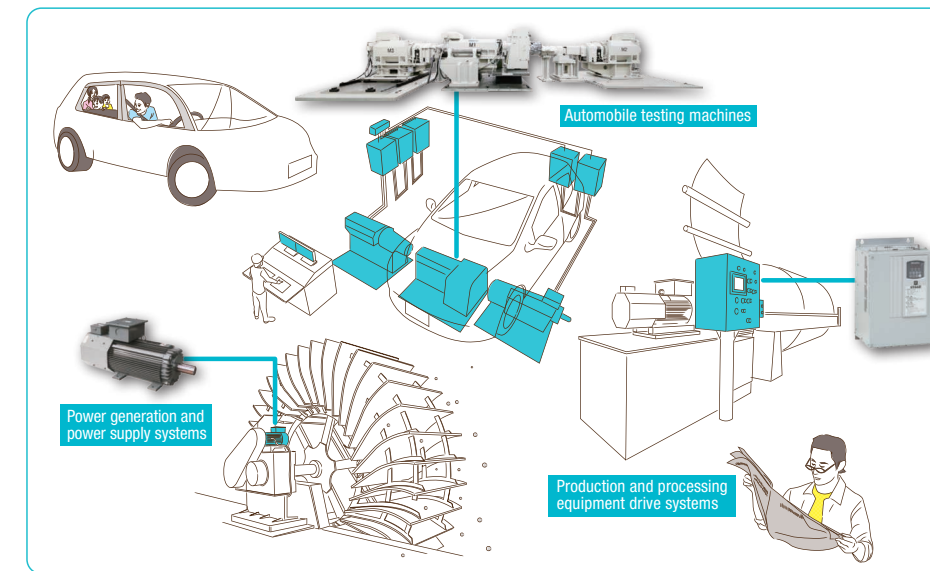 Automobile testing machines
Power generation and
power supply systems
Production and processing
equipment drive systems